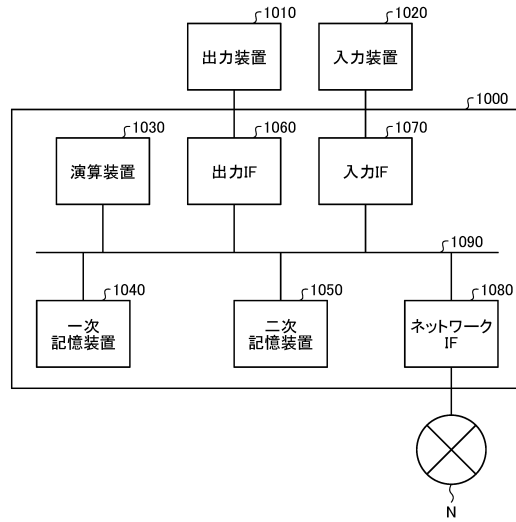 1010
出力装置
1020
入力装置
1000
1030
演算装置
1060
出力IF
1070
入力IF
1090
1040
一次
記憶装置
1050
二次
記憶装置
1080
ネットワーク
IF
N